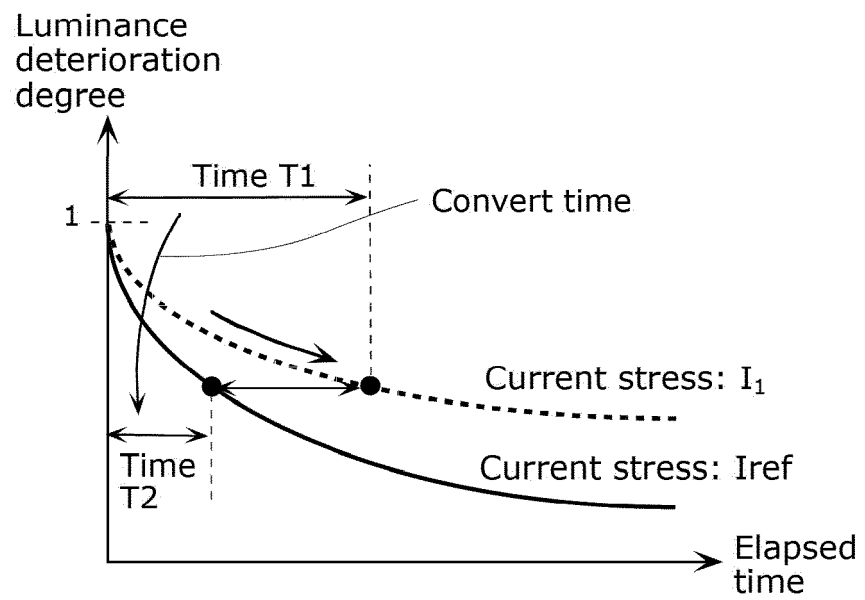 Luminance
deterioration
degree
Time T1
1
Convert time
Current stress: I₁
Time
T2
Current stress: Iref
Elapsed
time